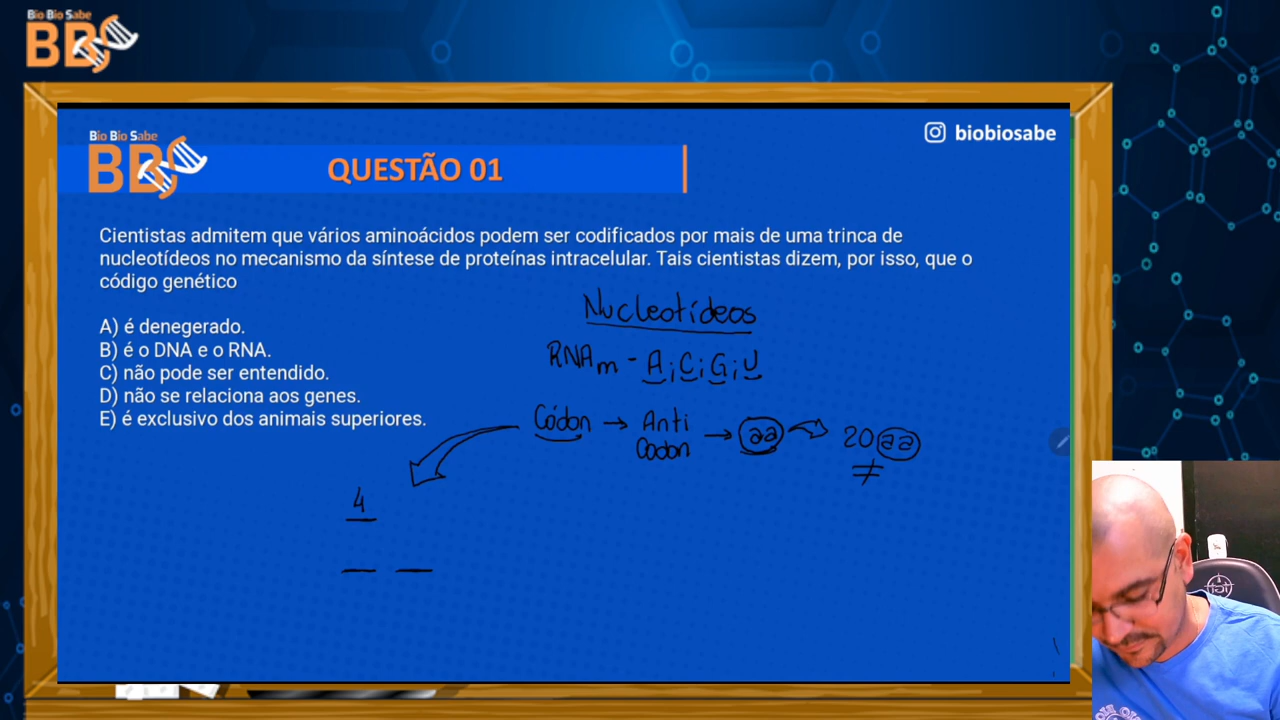 Bio Bio Sabe
BBS
Bio Bio Sabe
BBS
biobiosabe
QUESTÃO 01
Cientistas admitem que vários aminoácidos podem ser codificados por mais de uma trinca de
nucleotídeos no mecanismo da síntese de proteínas intracelular. Tais cientistas dizem, por isso, que o
código genético
A) é denegerado.
B) é o DNA e o RNA.
C) não pode ser entendido.
D) não se relaciona aos genes.
E) é exclusivo dos animais superiores.
Nucleotídeos
RNAm - A; C; G; U
Códon → Anti Codon → aa → 20 aa
≠
4